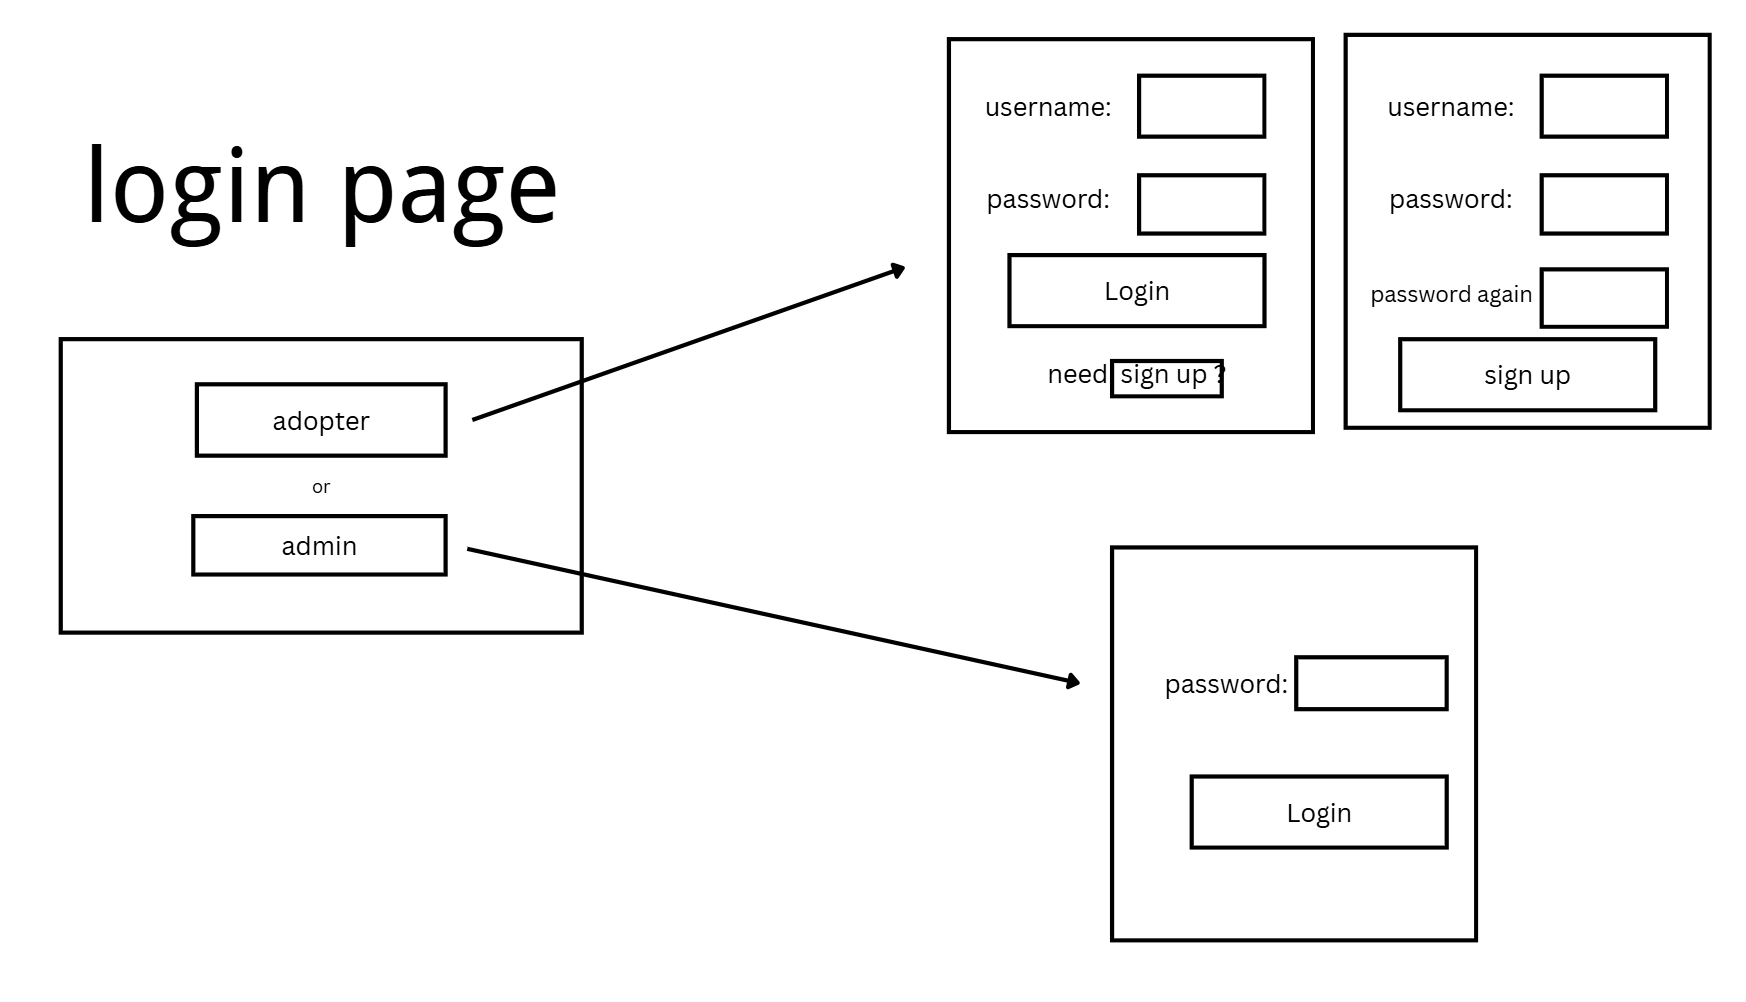 login page
adopter
or
admin
username:
password:
Login
need sign up ?
username:
password:
password again
sign up
password:
Login